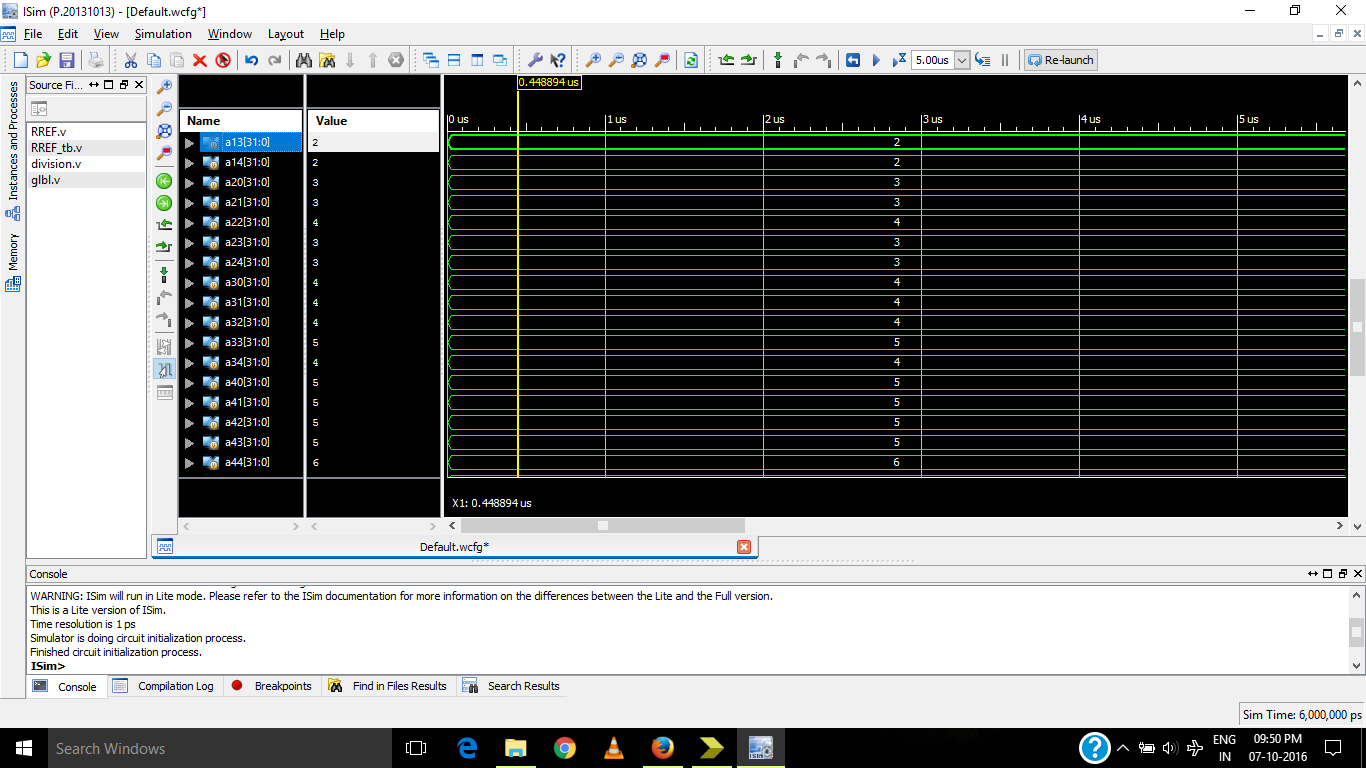 ISim (P.20131013) - [Default.wcfg*]
File Edit View Simulation Window Layout Help
5.00us Re-launch
Instances and Processes
Memory
Source Fi...
RREF.v
RREF_tb.v
division.v
glbl.v
0.448894 us
Name Value 0 us 1 us 2 us 3 us 4 us 5 us
a13[31:0] 2 2
a14[31:0] 2 2
a20[31:0] 3 3
a21[31:0] 3 3
a22[31:0] 4 4
a23[31:0] 3 3
a24[31:0] 3 3
a30[31:0] 4 4
a31[31:0] 4 4
a32[31:0] 4 4
a33[31:0] 5 5
a34[31:0] 4 4
a40[31:0] 5 5
a41[31:0] 5 5
a42[31:0] 5 5
a43[31:0] 5 5
a44[31:0] 6 6
X1: 0.448894 us
Default.wcfg*
Console
WARNING: ISim will run in Lite mode. Please refer to the ISim documentation for more information on the differences between the Lite and the Full version.
This is a Lite version of ISim.
Time resolution is 1 ps
Simulator is doing circuit initialization process.
Finished circuit initialization process.
ISim>
Console Compilation Log Breakpoints Find in Files Results Search Results
Sim Time: 6,000,000 ps
Search Windows
ENG
IN
09:50 PM
07-10-2016